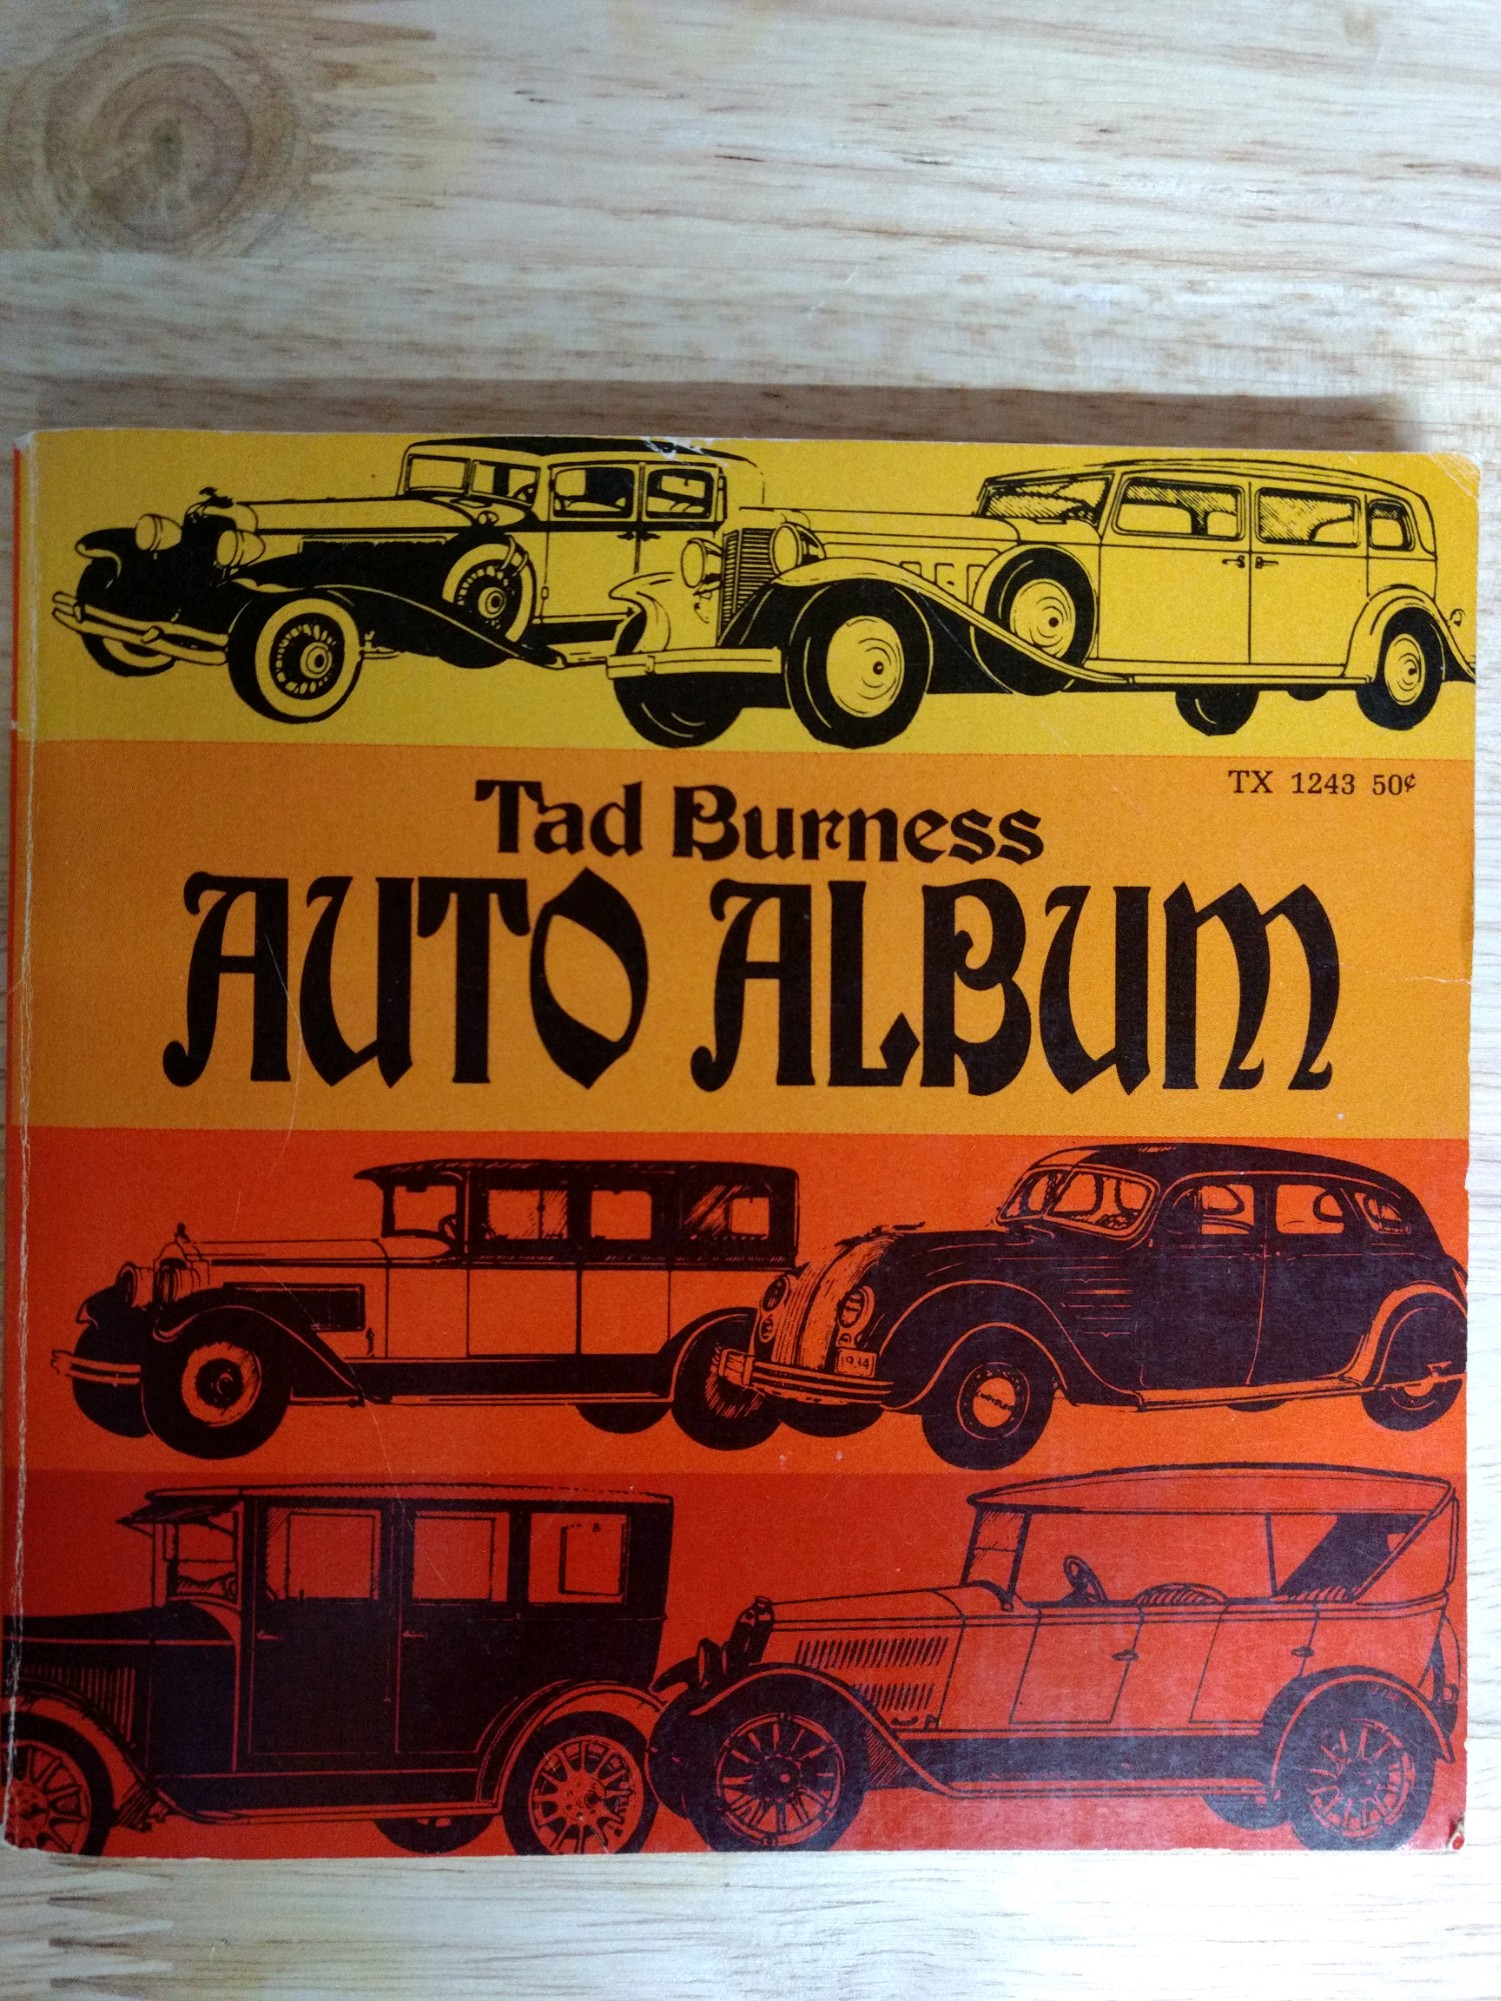 TX 1243 50¢
Tad Burness
AUTO ALBUM
1934